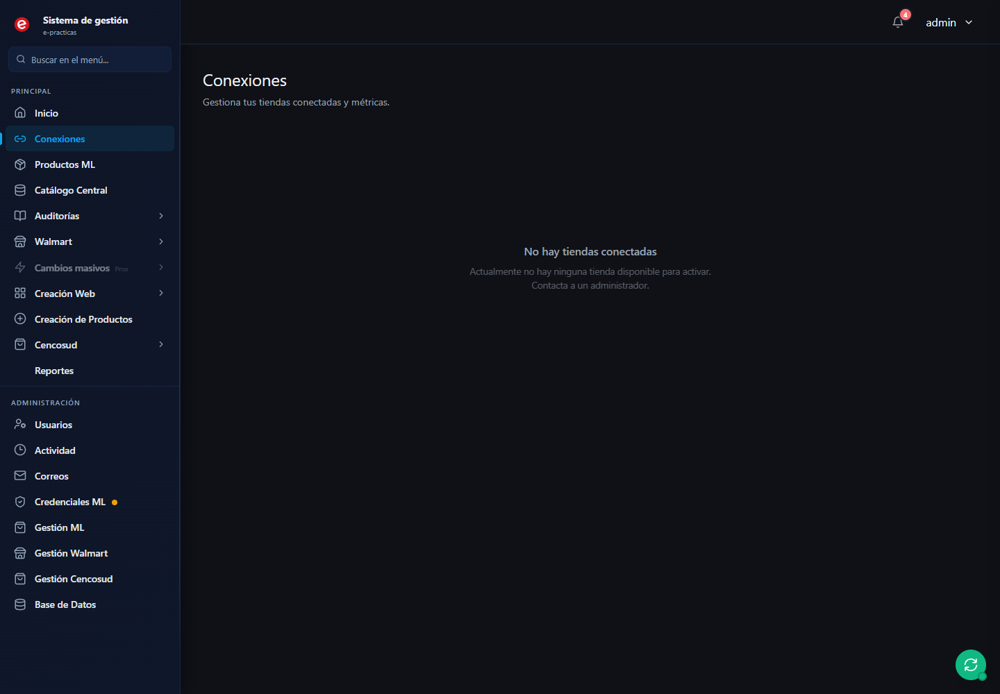 Sistema de gestión
e-practicas
Buscar en el menú...
PRINCIPAL
Inicio
Conexiones
Productos ML
Catálogo Central
Auditorías
Walmart
Cambios masivos Prox
Creación Web
Creación de Productos
Cencosud
Reportes
ADMINISTRACIÓN
Usuarios
Actividad
Correos
Credenciales ML
Gestión ML
Gestión Walmart
Gestión Cencosud
Base de Datos
4
admin
Conexiones
Gestiona tus tiendas conectadas y métricas.
No hay tiendas conectadas
Actualmente no hay ninguna tienda disponible para activar.
Contacta a un administrador.